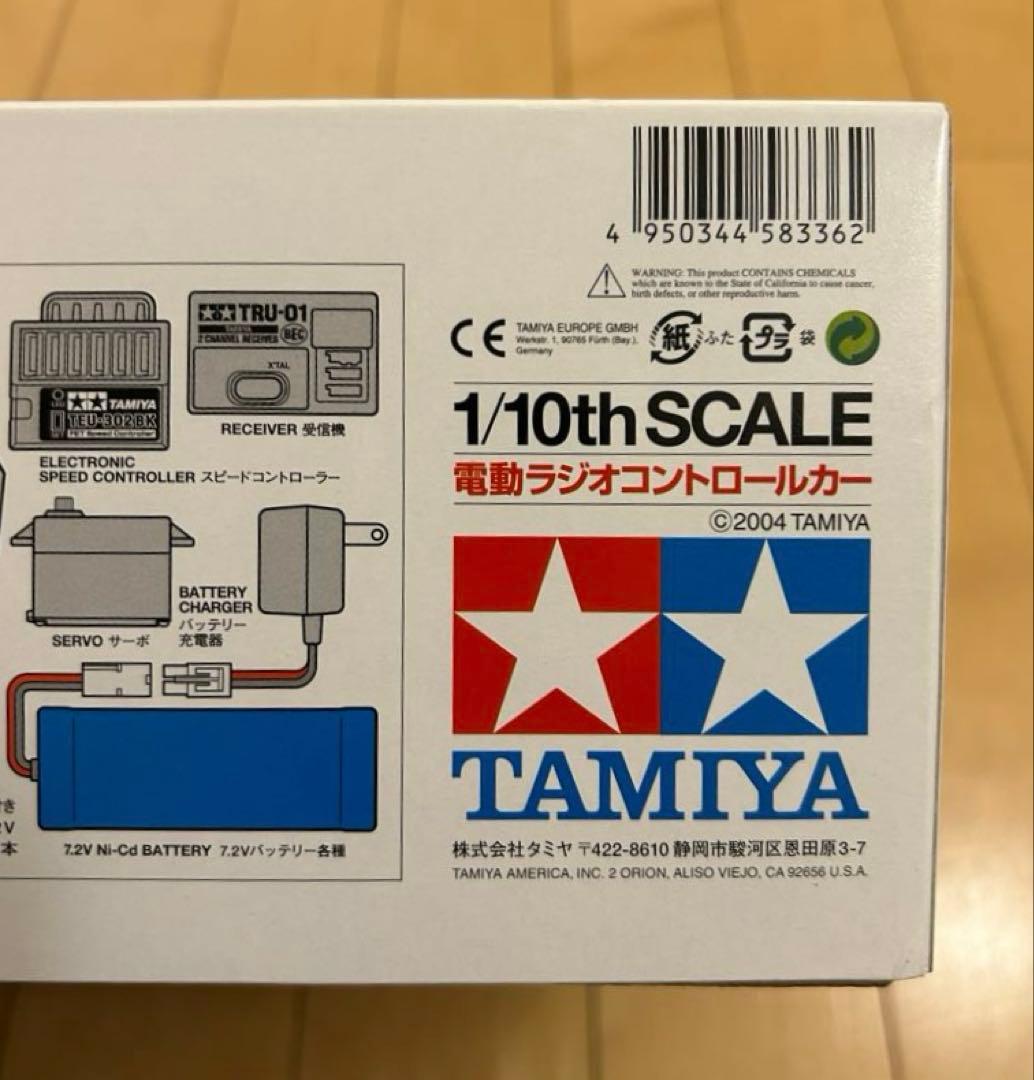 4 950344 583362
WARNING: This product CONTAINS CHEMICALS
which are known to the State of California to cause cancer,
birth defects, or other reproductive harm.
CE
TAMIYA EUROPE GMBH
Werkstr. 1, 90765 Fürth (Bay.),
Germany
紙 ふた プラ 袋
1/10th SCALE
電動ラジオコントロールカー
©2004 TAMIYA
TAMIYA
株式会社タミヤ 〒422-8610 静岡市駿河区恩田原3-7
TAMIYA AMERICA, INC. 2 ORION, ALISO VIEJO, CA 92656 U.S.A.
TRU-01
TAMIYA
2 CHANNEL RECEIVER
BEC
X'TAL
RECEIVER 受信機
TAMIYA
TEU-302BK
FET Speed Controller
ELECTRONIC
SPEED CONTROLLER スピードコントローラー
SERVO サーボ
BATTERY
CHARGER
バッテリー
充電器
き
V
本
7.2V Ni-Cd BATTERY 7.2Vバッテリー各種